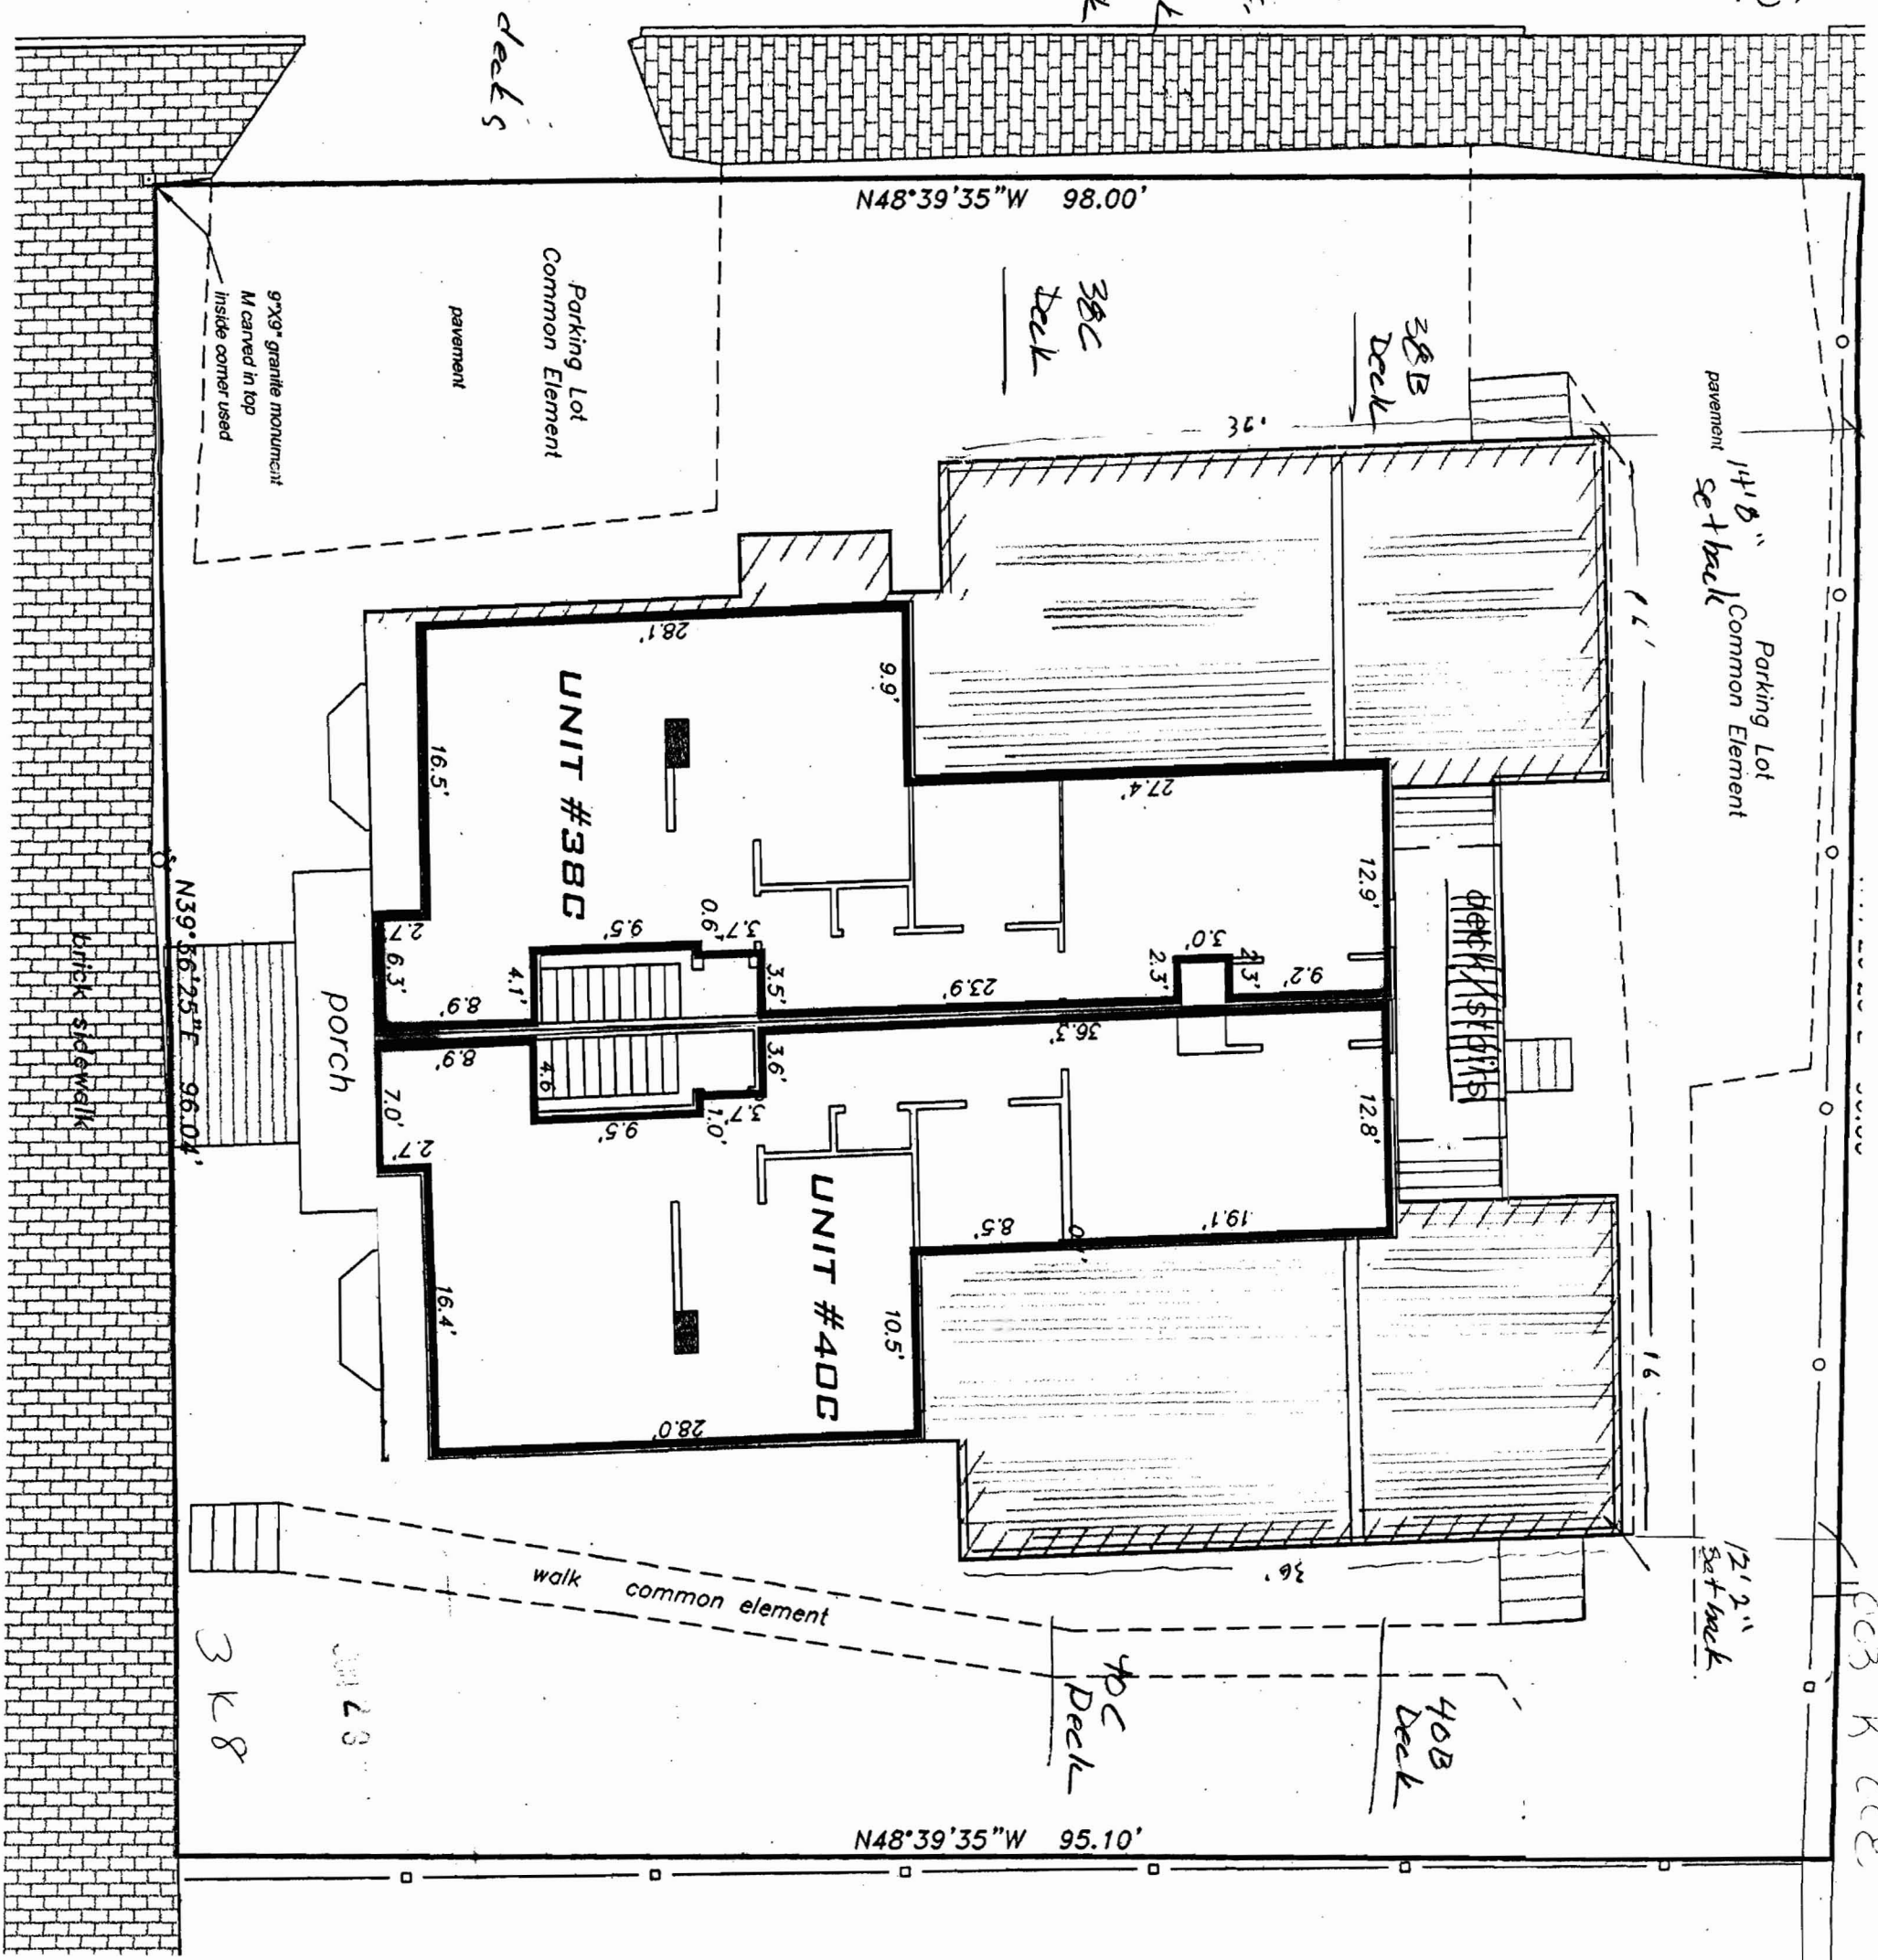 decks
N48°39'35"W 98.00'
38C
Deck
38B
Deck
Parking Lot
Common Element
pavement
9"X9" granite monument
M carved in top
inside corner used
pavement
14'8"
setback
Parking Lot
Common Element
16'
36'
28.1'
9.9'
UNIT #38C
16.5'
27.4'
12.9'
deck/stairs
2.7'
6.3'
8.9'
4.1'
9.5'
0.6'
3.7'
3.5'
23.9'
2.3'
3.0'
2.3'
9.2'
36.3'
N39°56'25"E 96.04'
brick sidewalk
porch
8.9'
7.0'
2.7'
4.6'
9.5'
1.0'
3.7'
3.6'
12.8'
8.5'
19.1'
UNIT #40C
16.4'
10.5'
28.0'
16'
36'
12'2"
setback
walk common element
40C
Deck
40B
Deck
3 K8
N48°39'35"W 95.10'